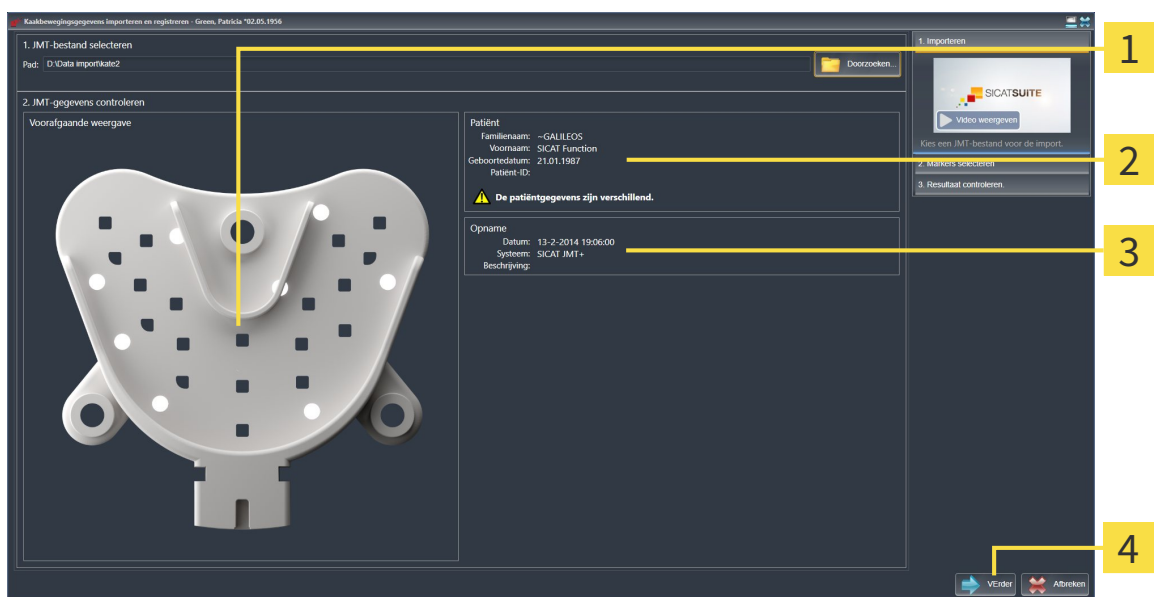 Kaakbewegingsgegevens importeren en registreren - Green, Patricia *02.05.1956
1. JMT-bestand selecteren
Pad: D:\Data import\kate2
Doorzoeken...
2. JMT-gegevens controleren
Voorafgaande weergave
Patiënt
Familienaam: ~GALILEOS
Voornaam: SICAT Function
Geboortedatum: 21.01.1987
Patiënt-ID:
De patiëntgegevens zijn verschillend.
Opname
Datum: 13-2-2014 19:06:00
Systeem: SICAT JMT+
Beschrijving:
1. Importeren
SICATSUITE
Video weergeven
Kies een JMT-bestand voor de import.
2. Markers selecteren
3. Resultaat controleren.
1
2
3
4
VErder
Afbreken